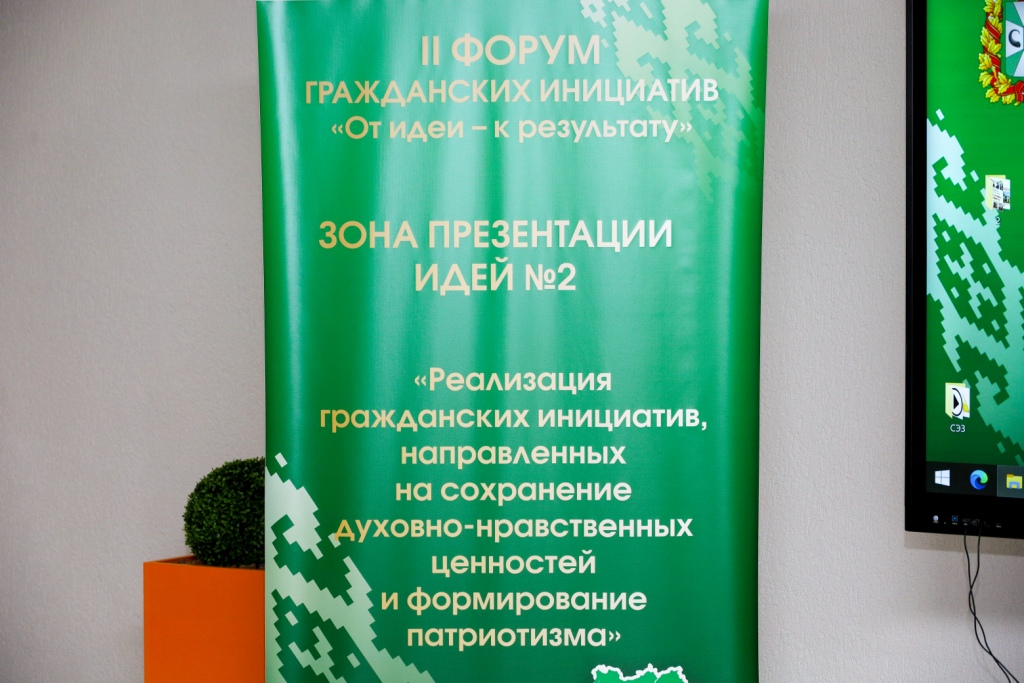 II ФОРУМ
ГРАЖДАНСКИХ ИНИЦИАТИВ
«От идеи – к результату»
ЗОНА ПРЕЗЕНТАЦИИ
ИДЕЙ №2
«Реализация
гражданских инициатив,
направленных
на сохранение
духовно-нравственных
ценностей
и формирование
патриотизма»
2
СЭЗ